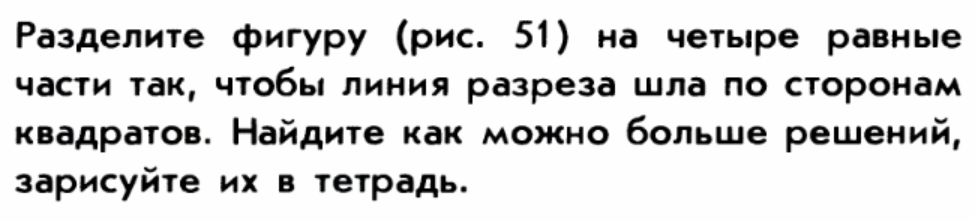 Разделите фигуру (рис. 51) на четыре равные
части так, чтобы линия разреза шла по сторонам
квадратов. Найдите как можно больше решений,
зарисуйте их в тетрадь.